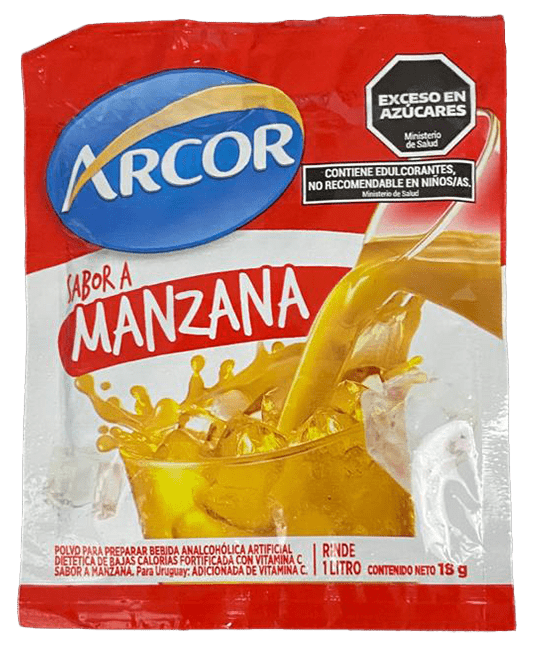 ARCOR
EXCESO EN
AZÚCARES
Ministerio
de Salud
CONTIENE EDULCORANTES,
NO RECOMENDABLE EN NIÑOS/AS.
Ministerio de Salud
SABOR A
MANZANA
POLVO PARA PREPARAR BEBIDA ANALCOHÓLICA ARTIFICIAL
DIETÉTICA DE BAJAS CALORÍAS FORTIFICADA CON VITAMINA C
SABOR A MANZANA. Para Uruguay: ADICIONADA DE VITAMINA C.
RINDE
1 LITRO
CONTENIDO NETO 18 g